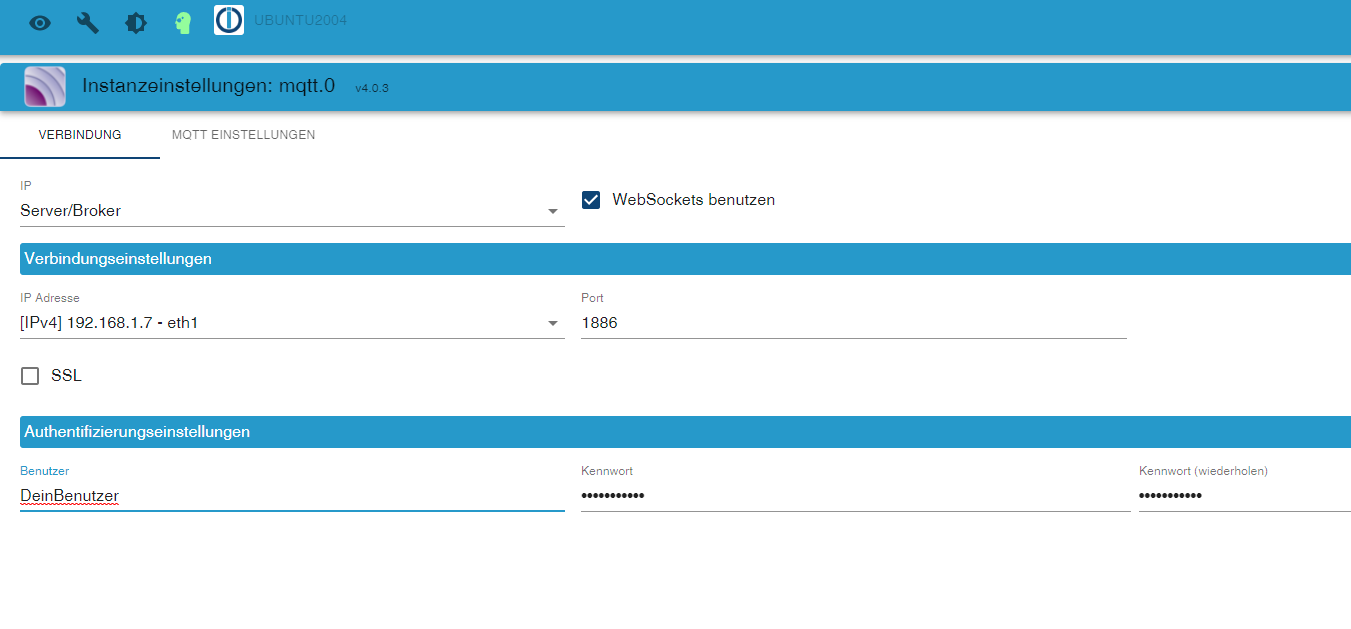 UBUNTU2004
Instanzeinstellungen: mqtt.0 v4.0.3
VERBINDUNG MQTT EINSTELLUNGEN
IP
Server/Broker
WebSockets benutzen
Verbindungseinstellungen
IP Adresse Port
[IPv4] 192.168.1.7 - eth1 1886
SSL
Authentifizierungseinstellungen
Benutzer Kennwort Kennwort (wiederholen)
DeinBenutzer ••••••••••• •••••••••••